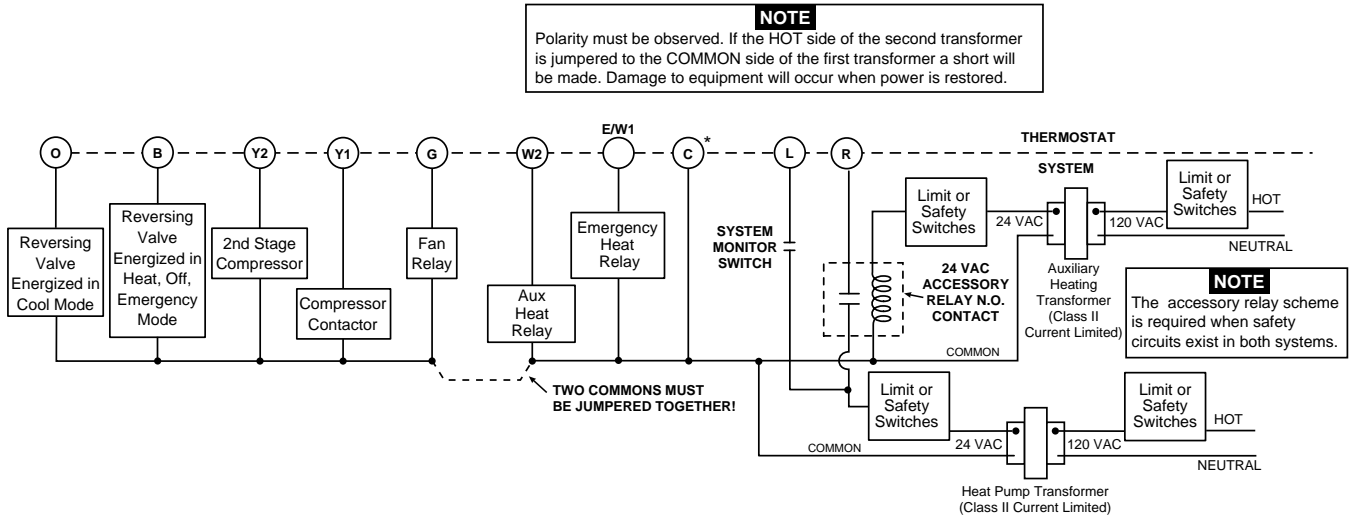 NOTE
Polarity must be observed. If the HOT side of the second transformer
is jumpered to the COMMON side of the first transformer a short will
be made. Damage to equipment will occur when power is restored.
O
B
Y2
Y1
G
W2
E/W1
C
*
L
R
THERMOSTAT
SYSTEM
Reversing
Valve
Energized in
Cool Mode
Reversing
Valve
Energized in
Heat, Off,
Emergency
Mode
2nd Stage
Compressor
Compressor
Contactor
Fan
Relay
Aux
Heat
Relay
Emergency
Heat
Relay
SYSTEM
MONITOR
SWITCH
24 VAC
ACCESSORY
RELAY N.O.
CONTACT
Limit or
Safety
Switches
24 VAC
120 VAC
Limit or
Safety
Switches
HOT
NEUTRAL
Auxiliary
Heating
Transformer
(Class II
Current Limited)
NOTE
The accessory relay scheme
is required when safety
circuits exist in both systems.
COMMON
TWO COMMONS MUST
BE JUMPERED TOGETHER!
Limit or
Safety
Switches
COMMON
24 VAC
120 VAC
Limit or
Safety
Switches
HOT
NEUTRAL
Heat Pump Transformer
(Class II Current Limited)